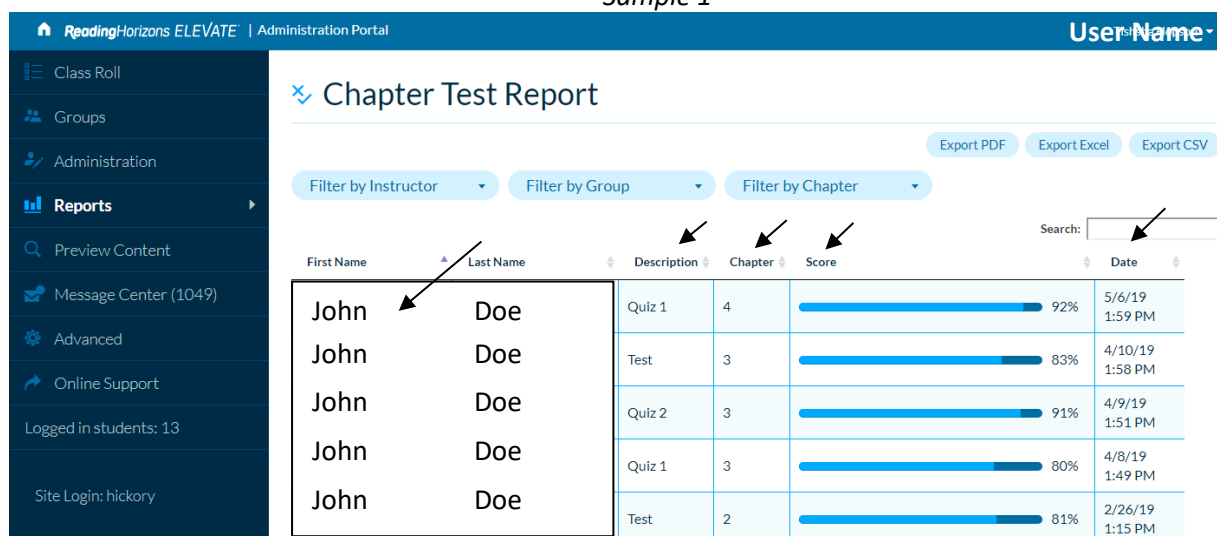 Sample 1
ReadingHorizons ELEVATE | Administration Portal
User Name
Class Roll
Groups
Administration
Reports
Preview Content
Message Center (1049)
Advanced
Online Support
Logged in students: 13
Site Login: hickory
Chapter Test Report
Export PDF Export Excel Export CSV
Filter by Instructor Filter by Group Filter by Chapter
Search:
First Name Last Name Description Chapter Score Date
John Doe Quiz 1 4 92% 5/6/19
1:59 PM
John Doe Test 3 83% 4/10/19
1:58 PM
John Doe Quiz 2 3 91% 4/9/19
1:51 PM
John Doe Quiz 1 3 80% 4/8/19
1:49 PM
John Doe Test 2 81% 2/26/19
1:15 PM